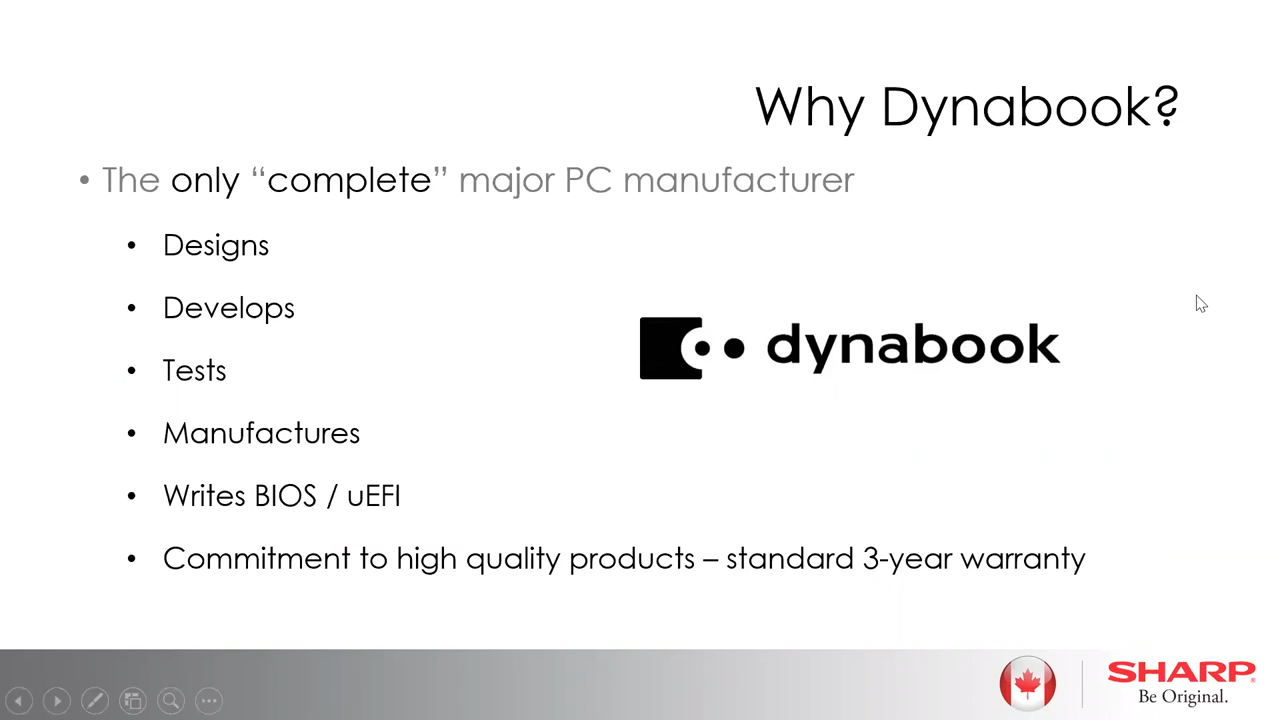 Why Dynabook?
• The only “complete” major PC manufacturer
• Designs
• Develops
• Tests
• Manufactures
• Writes BIOS / uEFI
• Commitment to high quality products – standard 3-year warranty
dynabook
SHARP
Be Original.